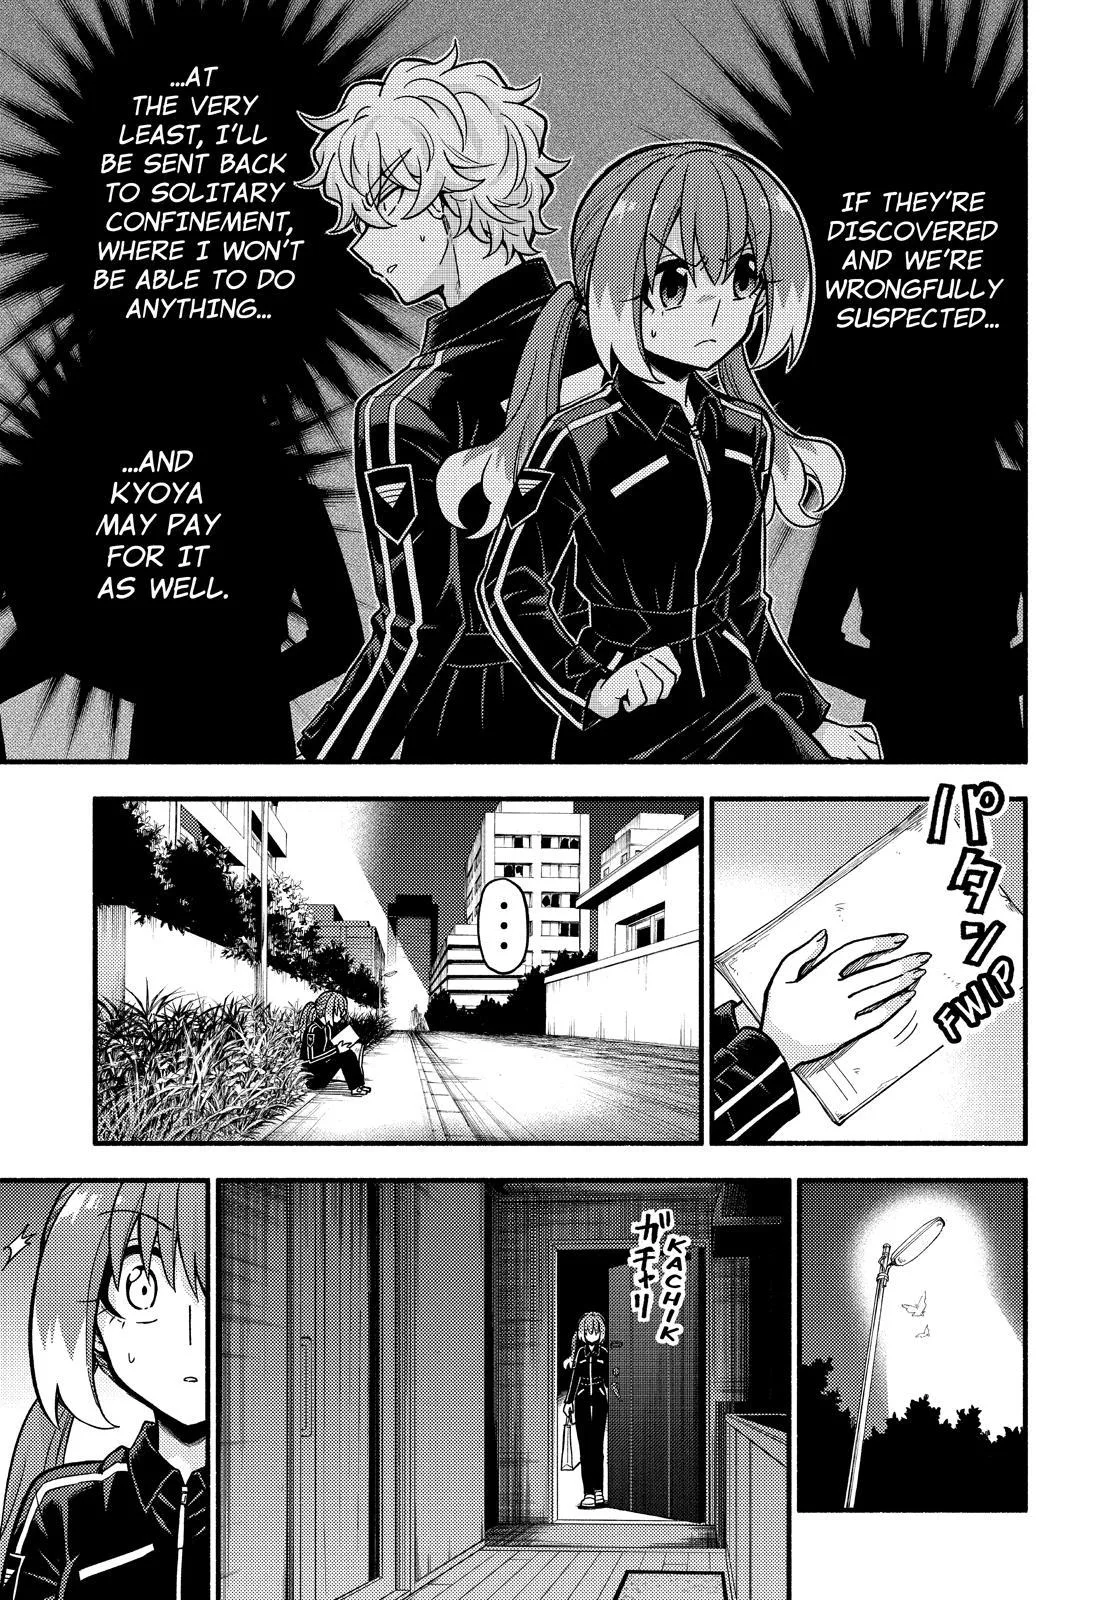 IF THEY'RE
DISCOVERED
AND WE'RE
WRONGFULLY
SUSPECTED...
...AT
THE VERY
LEAST, I'LL
BE SENT BACK
TO SOLITARY
CONFINEMENT,
WHERE I WON'T
BE ABLE TO DO
ANYTHING...
...AND
KYOYA
MAY PAY
FOR IT
AS WELL.
パタン
FWIP
...
ガチャリ
KACHIK